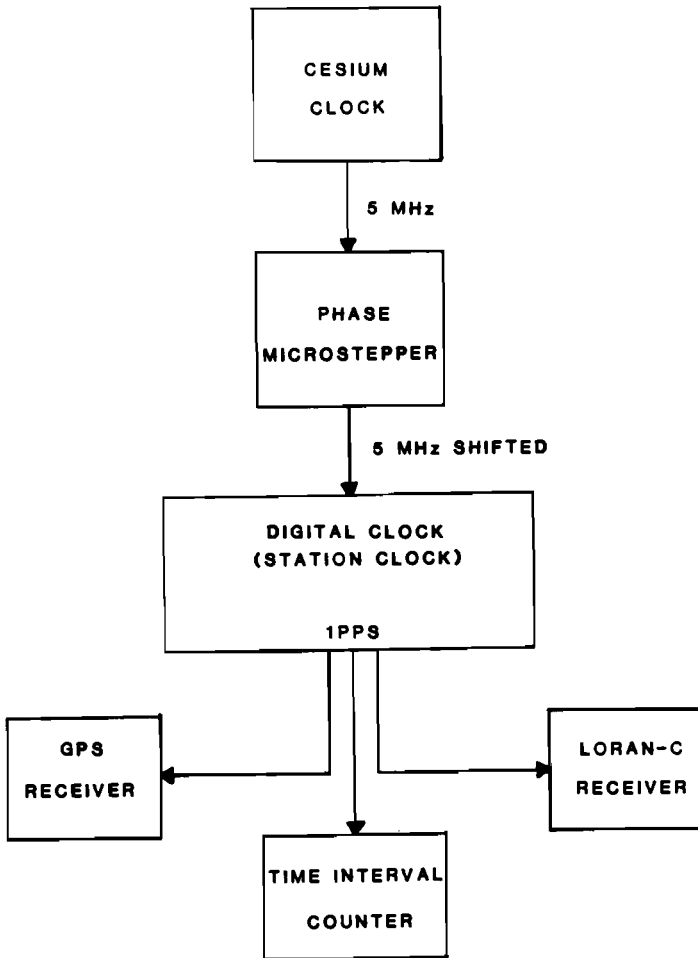 CESIUM
CLOCK
5 MHz
PHASE
MICROSTEPPER
5 MHz SHIFTED
DIGITAL CLOCK
(STATION CLOCK)
1PPS
GPS
RECEIVER
LORAN-C
RECEIVER
TIME INTERVAL
COUNTER